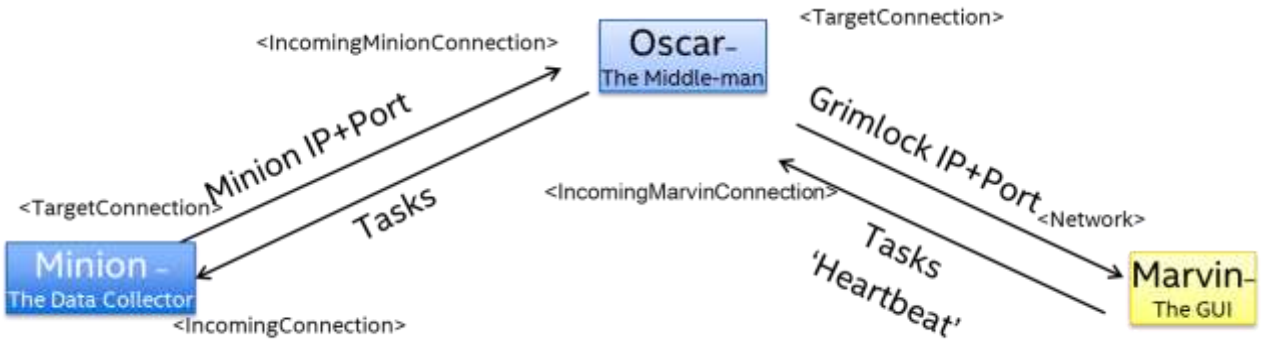 <TargetConnection>
<IncomingMinionConnection>
Oscar–
The Middle-man
Minion IP+Port
Tasks
Grimlock IP+Port
<IncomingMarvinConnection>
<TargetConnection>
<Network>
Tasks
‘Heartbeat’
Minion –
The Data Collector
<IncomingConnection>
Marvin–
The GUI